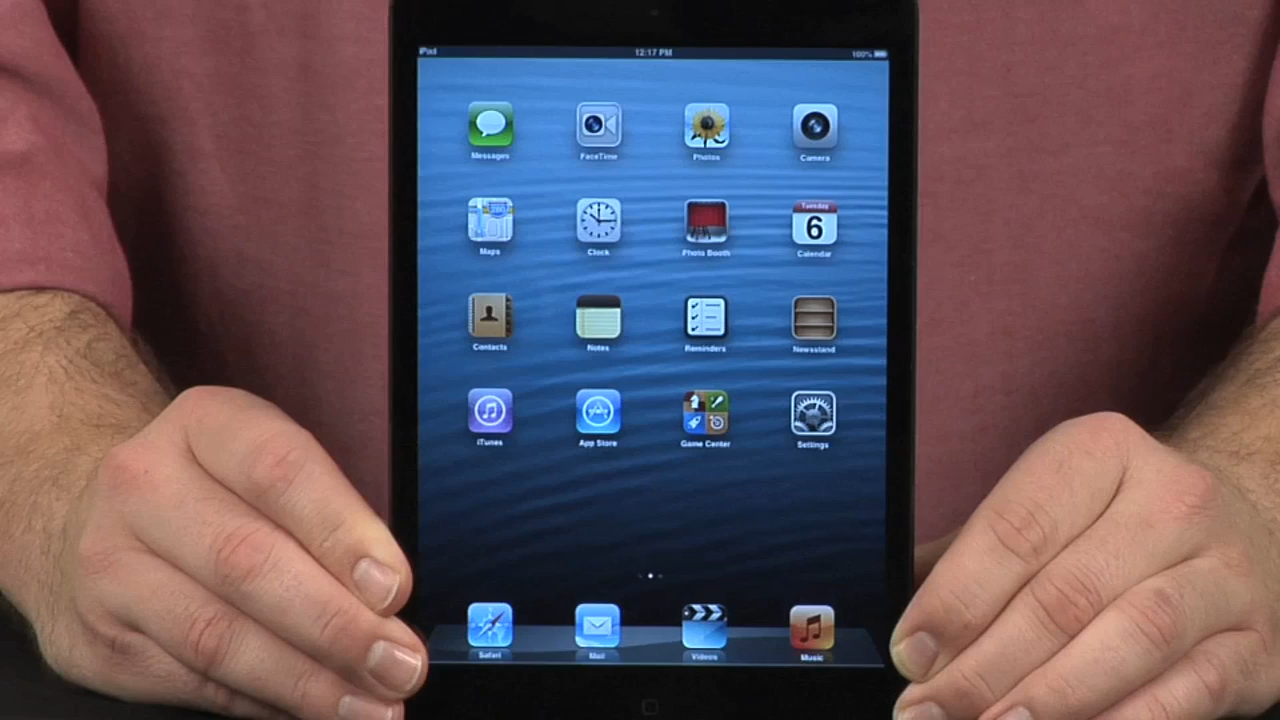 iPad 12:17 PM 100%
Messages FaceTime Photos Camera
280
Tuesday
6
Maps Clock Photo Booth Calendar
Contacts Notes Reminders Newsstand
iTunes App Store Game Center Settings
Safari Mail Videos Music